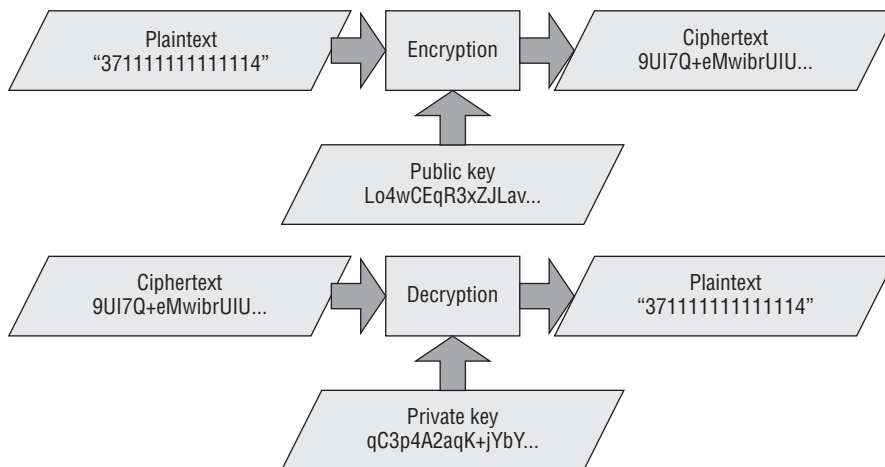 Plaintext
“371111111111114”
Encryption
Ciphertext
9UI7Q+eMwibrUIU...
Public key
Lo4wCEqR3xZJLav...
Ciphertext
9UI7Q+eMwibrUIU...
Decryption
Plaintext
“371111111111114”
Private key
qC3p4A2aqK+jYbY...